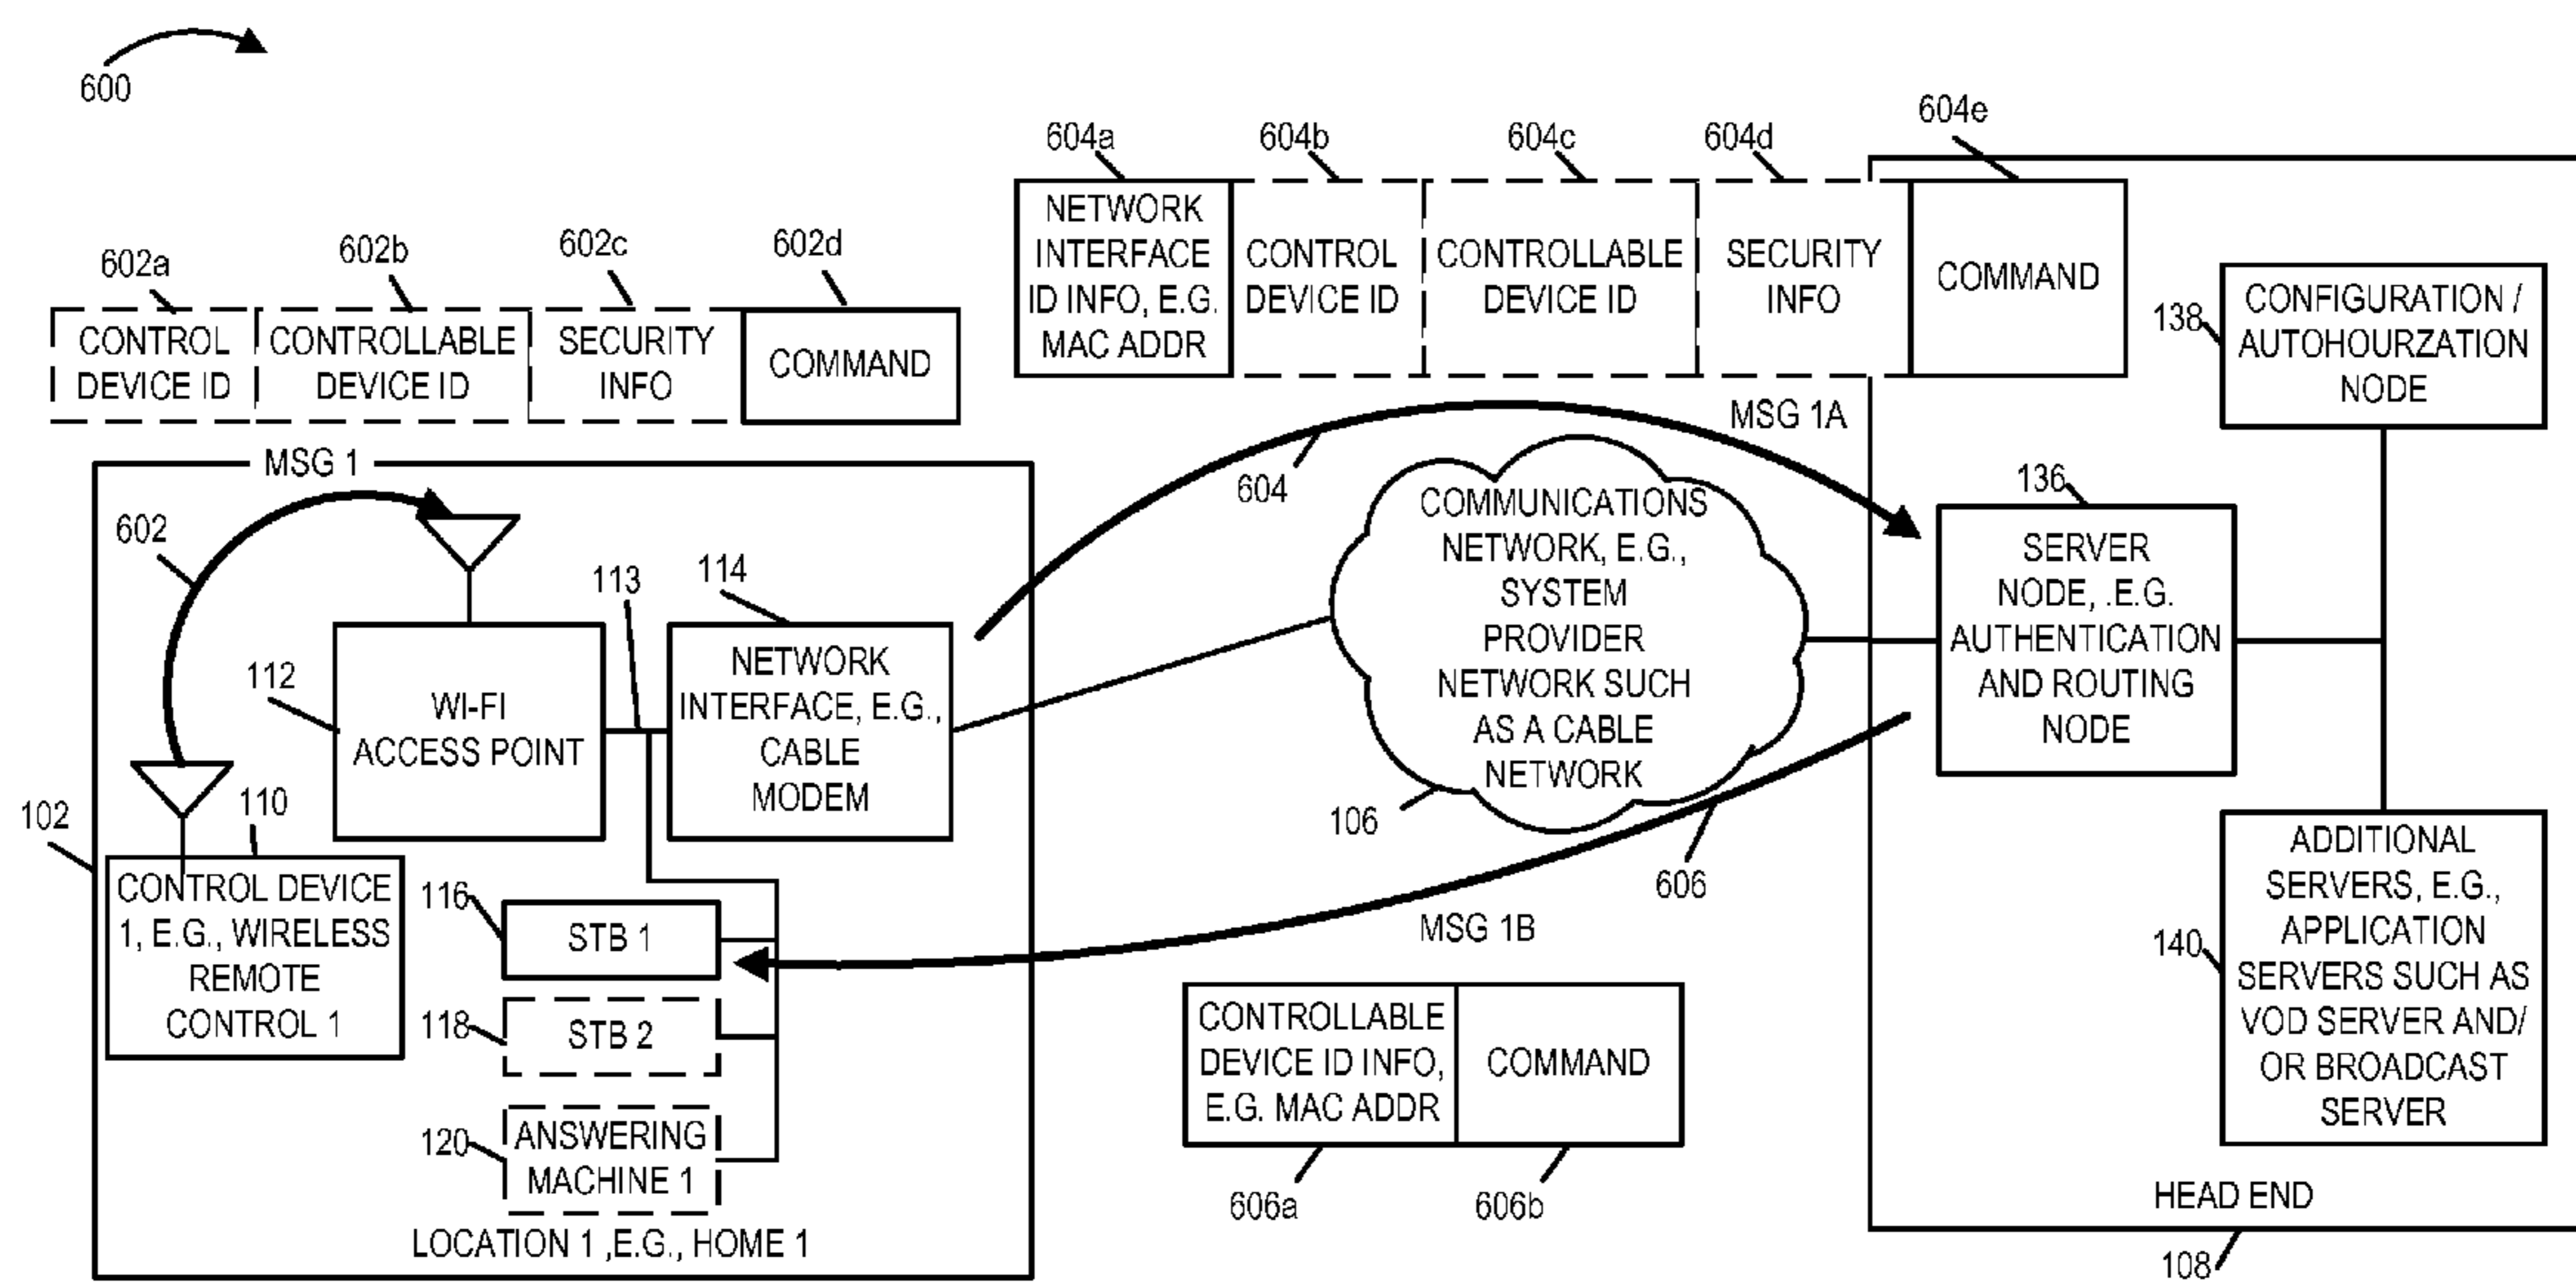 600
604a
604b
604c
604d
604e
NETWORK
INTERFACE
ID INFO, E.G.
MAC ADDR
CONTROL
DEVICE ID
CONTROLLABLE
DEVICE ID
SECURITY
INFO
COMMAND
602a
602b
602c
602d
CONTROL
DEVICE ID
CONTROLLABLE
DEVICE ID
SECURITY
INFO
COMMAND
138
CONFIGURATION /
AUTOHOURZATION
NODE
MSG 1
MSG 1A
602
604
COMMUNICATIONS
NETWORK, E.G.,
SYSTEM
PROVIDER
NETWORK SUCH
AS A CABLE
NETWORK
106
136
SERVER
NODE, .E.G.
AUTHENTICATION
AND ROUTING
NODE
112
WI-FI
ACCESS POINT
113
114
NETWORK
INTERFACE, E.G.,
CABLE
MODEM
102
110
CONTROL DEVICE
1, E.G., WIRELESS
REMOTE
CONTROL 1
116
STB 1
118
STB 2
120
ANSWERING
MACHINE 1
LOCATION 1 ,E.G., HOME 1
606
MSG 1B
CONTROLLABLE
DEVICE ID INFO,
E.G. MAC ADDR
COMMAND
606a
606b
140
ADDITIONAL
SERVERS, E.G.,
APPLICATION
SERVERS SUCH AS
VOD SERVER AND/
OR BROADCAST
SERVER
HEAD END
108